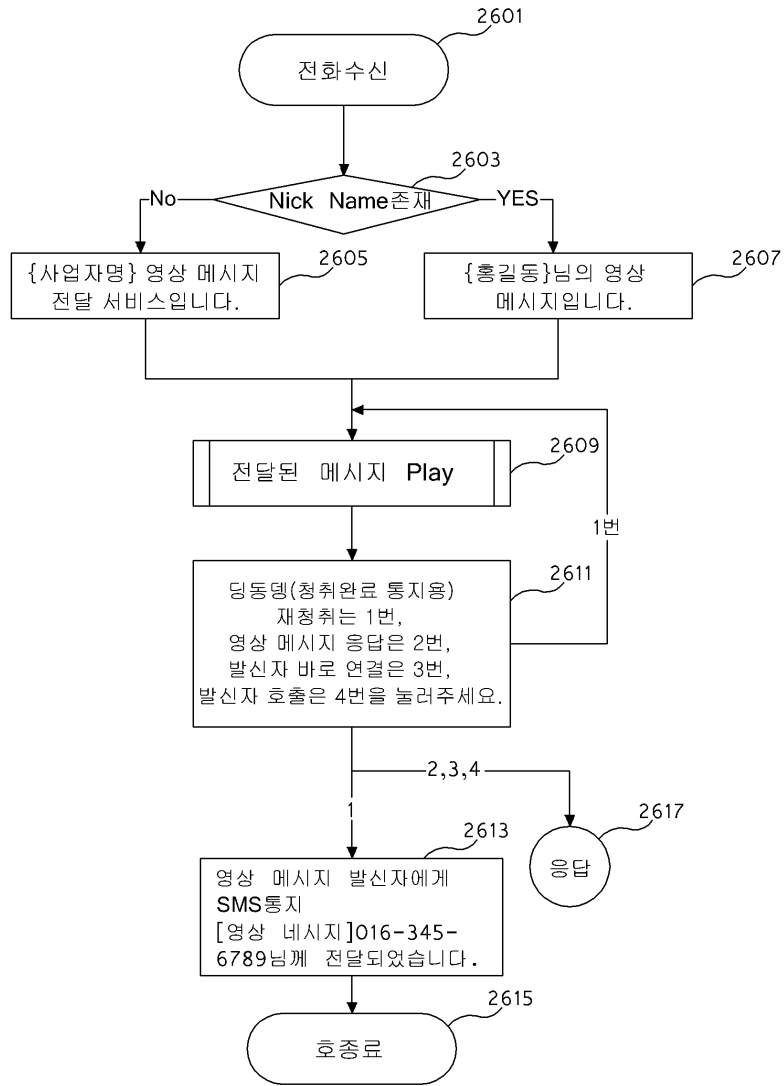 2601
전화수신
2603
Nick Name존재
No
YES
2605
{사업자명} 영상 메시지
전달 서비스입니다.
2607
{홍길동}님의 영상
메시지입니다.
2609
전달된 메시지 Play
1번
2611
딩동뎅(청취완료 통지용)
재청취는 1번,
영상 메시지 응답은 2번,
발신자 바로 연결은 3번,
발신자 호출은 4번을 눌러주세요.
2,3,4
1
2617
응답
2613
영상 메시지 발신자에게
SMS통지
[영상 네시지]016-345-
6789님께 전달되었습니다.
2615
호종료